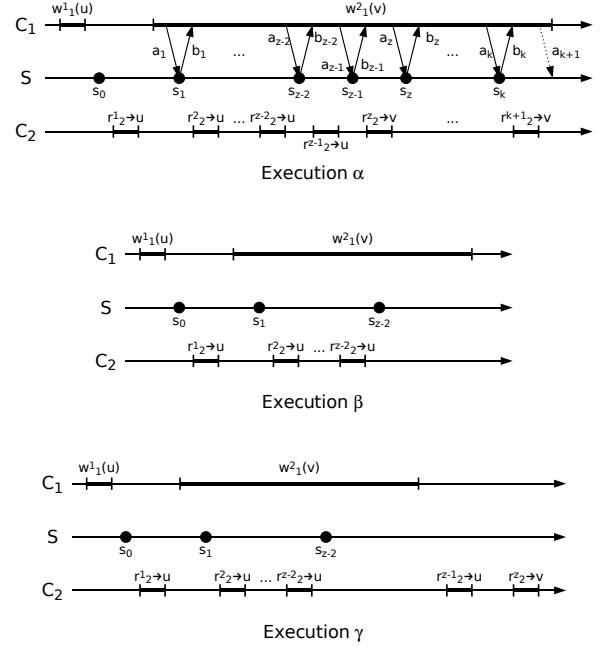 w¹₁(u) w²₁(u)
C₁
a₁ b₁ ... a_{z-2} b_{z-2} a_{z-1} b_{z-1} a_z b_z ... a_k b_k a_{k+1}
S
s₀ s₁ s_{z-2} s_{z-1} s_z s_k
r¹₂→u r²₂→u ... r^{z-2}₂→u r^z₂→v ... r^{k+1}₂→v
C₂
r^{z-1}₂→u
Execution α
w¹₁(u) w²₁(v)
C₁
S
s₀ s₁ s_{z-2}
r¹₂→u r²₂→u ... r^{z-2}₂→u
C₂
Execution β
w¹₁(u) w²₁(v)
C₁
S
s₀ s₁ s_{z-2}
r¹₂→u r²₂→u ... r^{z-2}₂→u r^{z-1}₂→u r^z₂→v
C₂
Execution γ